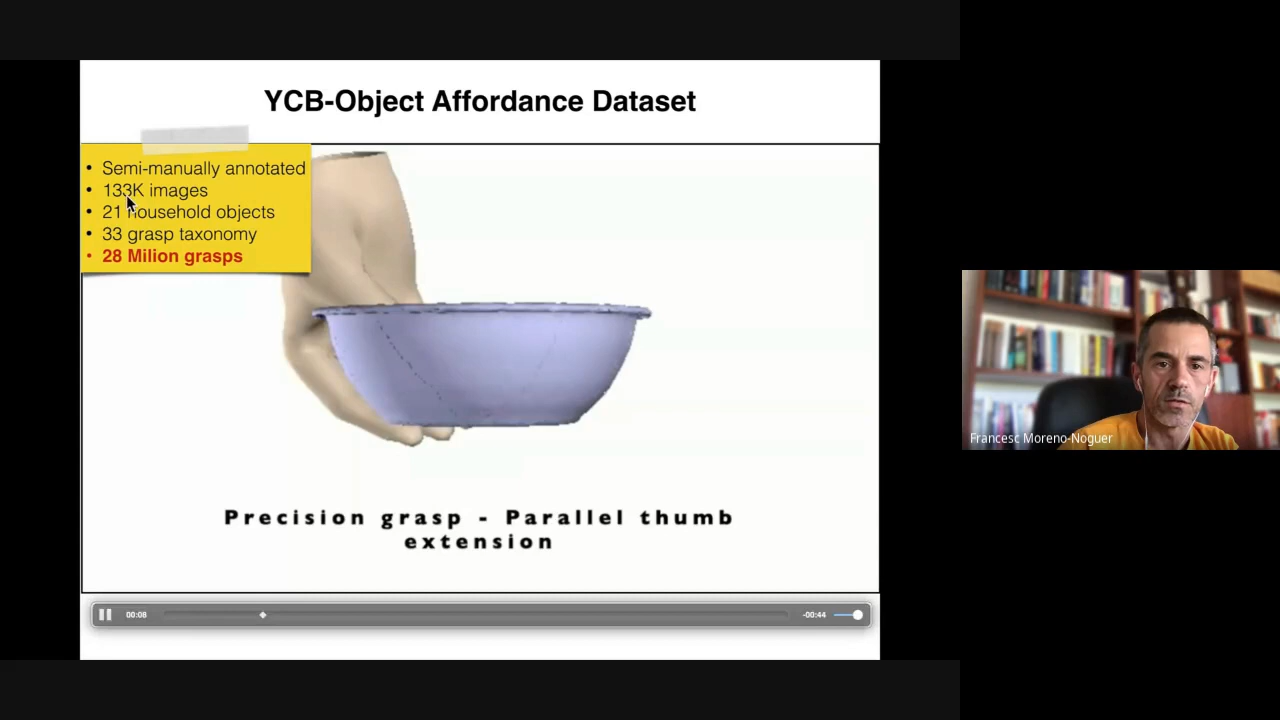 YCB-Object Affordance Dataset
• Semi-manually annotated
• 133K images
• 21 household objects
• 33 grasp taxonomy
• 28 Milion grasps
Precision grasp - Parallel thumb
extension
00:06
-00:44
Francesc Moreno-Noguer